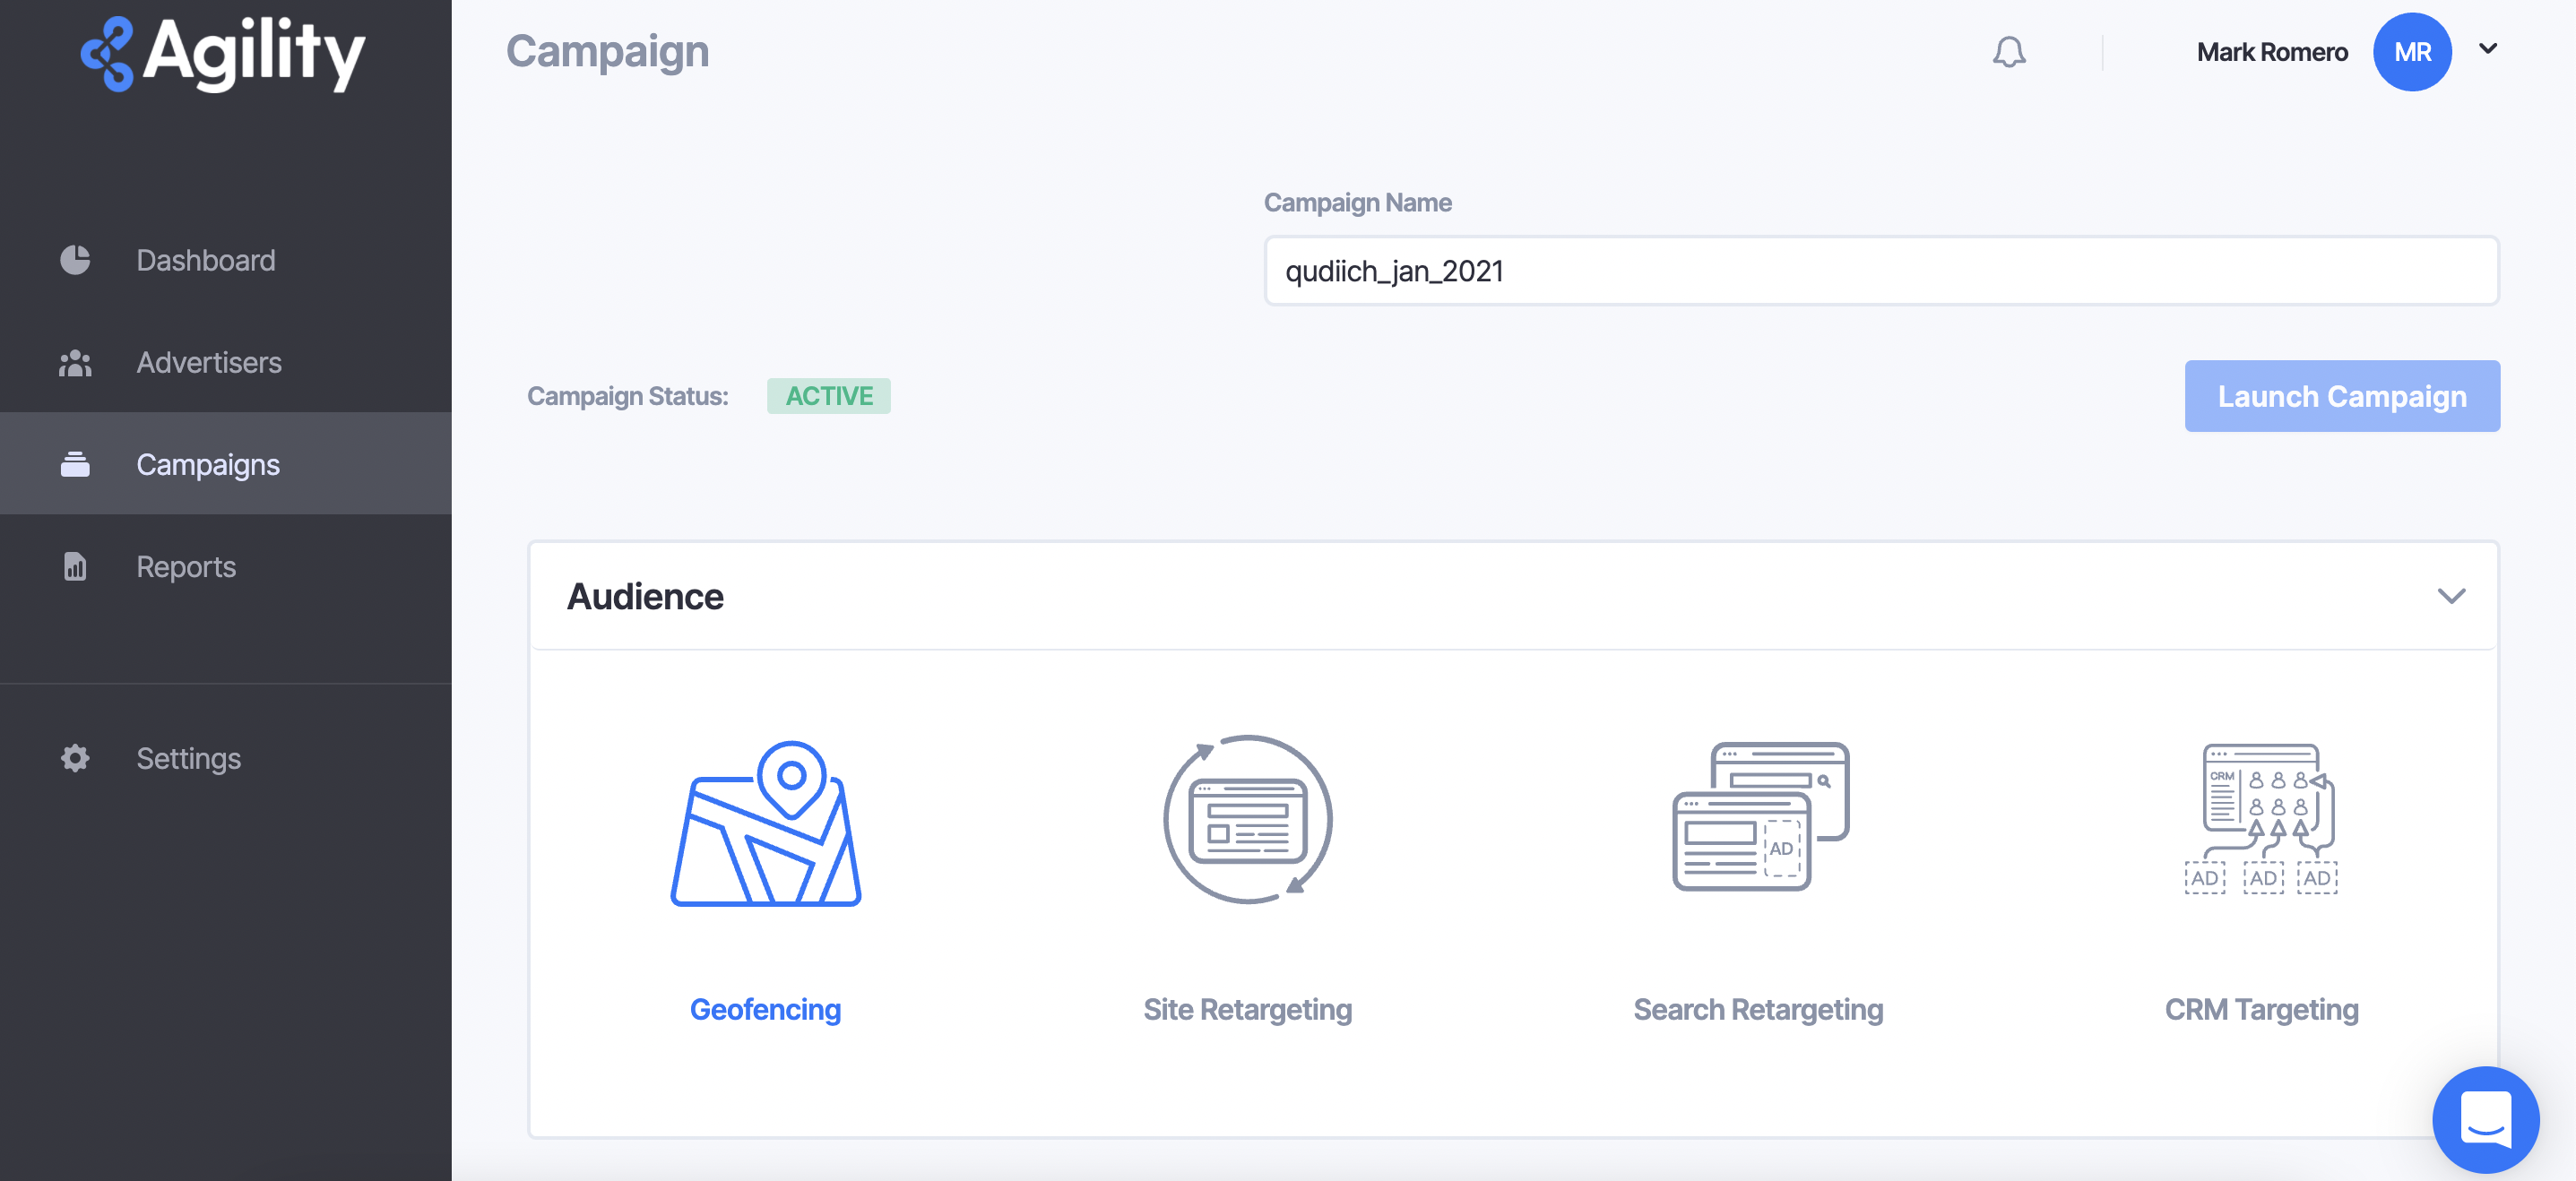 Agility
Campaign
Mark Romero
MR
Dashboard
Advertisers
Campaigns
Reports
Settings
Campaign Name
qudiich_jan_2021
Campaign Status:
ACTIVE
Launch Campaign
Audience
AD
CRM
AD AD AD
Geofencing
Site Retargeting
Search Retargeting
CRM Targeting